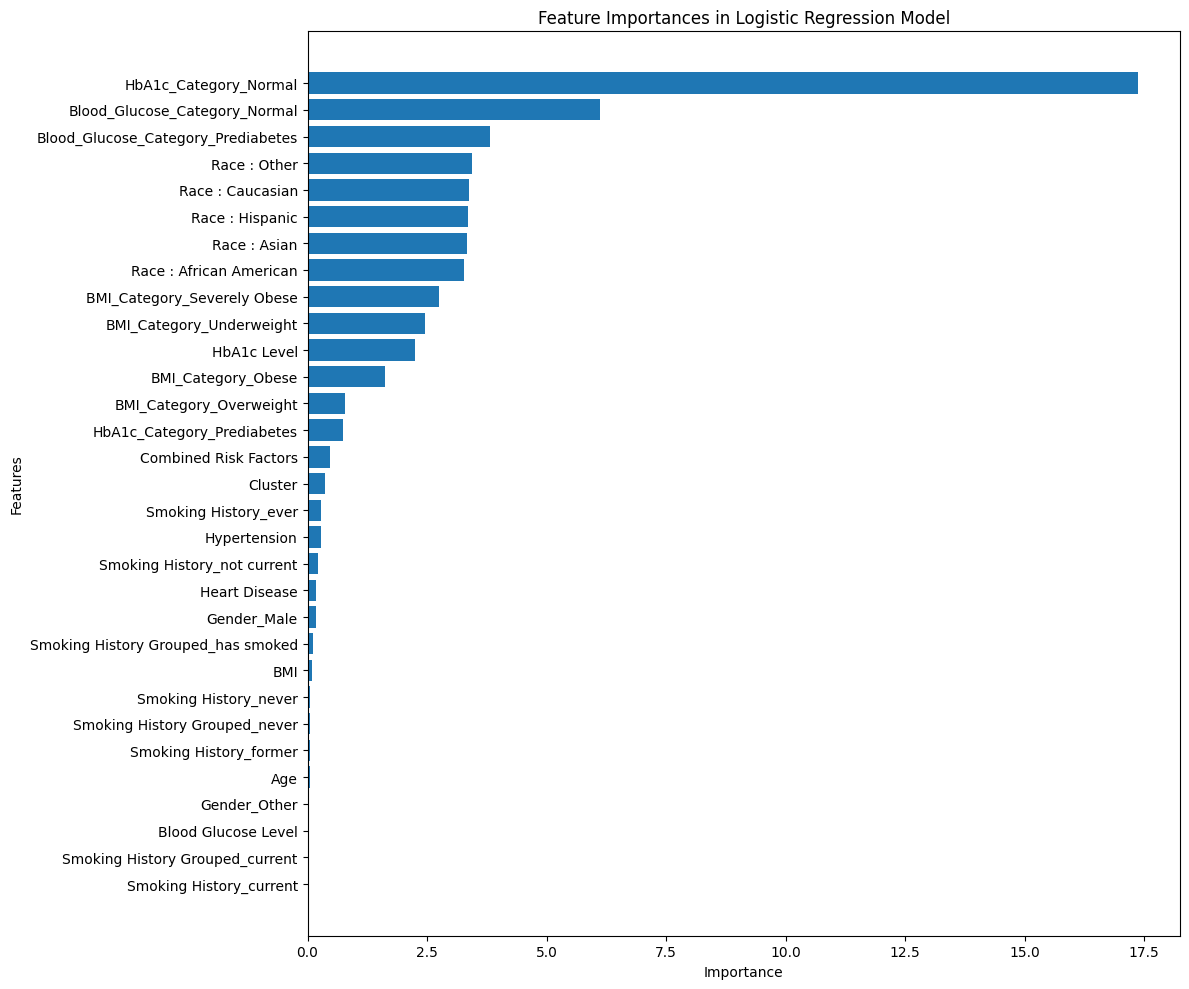 Feature Importances in Logistic Regression Model
HbA1c_Category_Normal
Blood_Glucose_Category_Normal
Blood_Glucose_Category_Prediabetes
Race : Other
Race : Caucasian
Race : Hispanic
Race : Asian
Race : African American
BMI_Category_Severely Obese
BMI_Category_Underweight
HbA1c Level
BMI_Category_Obese
BMI_Category_Overweight
HbA1c_Category_Prediabetes
Combined Risk Factors
Cluster
Smoking History_ever
Hypertension
Smoking History_not current
Heart Disease
Gender_Male
Smoking History Grouped_has smoked
BMI
Smoking History_never
Smoking History Grouped_never
Smoking History_former
Age
Gender_Other
Blood Glucose Level
Smoking History Grouped_current
Smoking History_current
Features
0.0 2.5 5.0 7.5 10.0 12.5 15.0 17.5
Importance